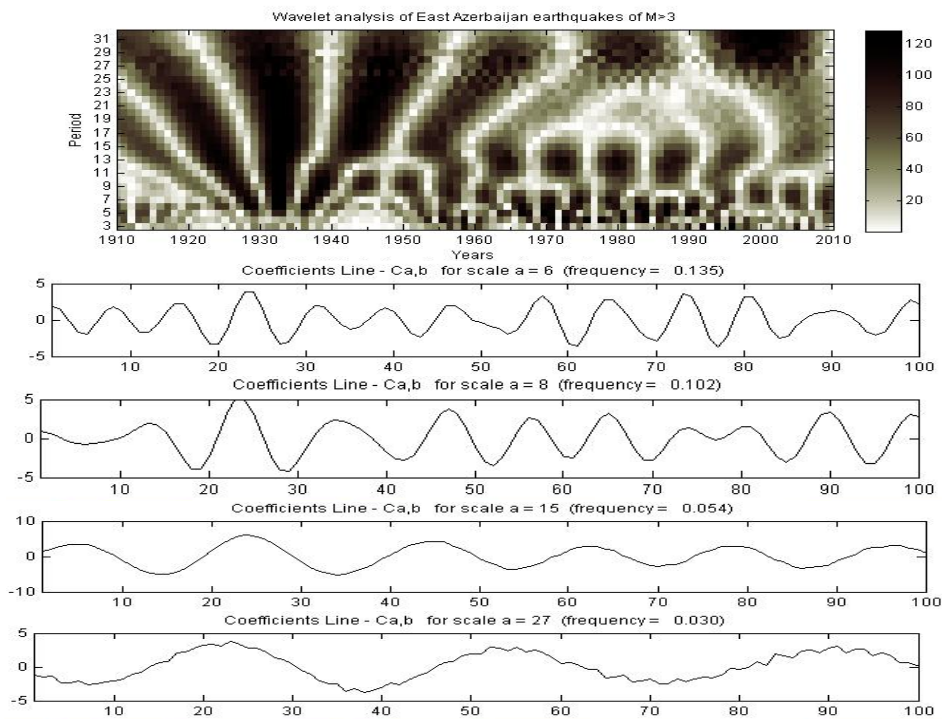 Wavelet analysis of East Azerbaijan earthquakes of M>3
31
29
27
25
23
21
19
17
15
13
11
9
7
5
3
Period
120
100
80
60
40
20
1910 1920 1930 1940 1950 1960 1970 1980 1990 2000 2010
Years
Coefficients Line - Ca,b for scale a = 6 (frequency = 0.135)
5
0
-5
10 20 30 40 50 60 70 80 90 100
Coefficients Line - Ca,b for scale a = 8 (frequency = 0.102)
5
0
-5
10 20 30 40 50 60 70 80 90 100
Coefficients Line - Ca,b for scale a = 15 (frequency = 0.054)
10
0
-10
10 20 30 40 50 60 70 80 90 100
Coefficients Line - Ca,b for scale a = 27 (frequency = 0.030)
5
0
-5
10 20 30 40 50 60 70 80 90 100